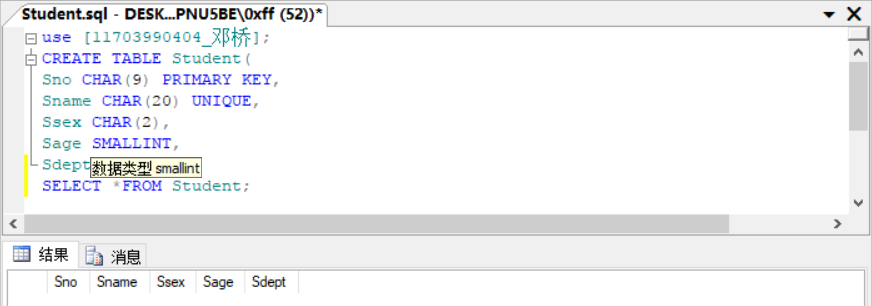 Student.sql - DESK...PNU5BE\0xff (52))*
use [11703990404_邓桥];
CREATE TABLE Student(
Sno CHAR(9) PRIMARY KEY,
Sname CHAR(20) UNIQUE,
Ssex CHAR(2),
Sage SMALLINT,
Sdept
数据类型 smallint
SELECT *FROM Student;
结果 消息
Sno Sname Ssex Sage Sdept